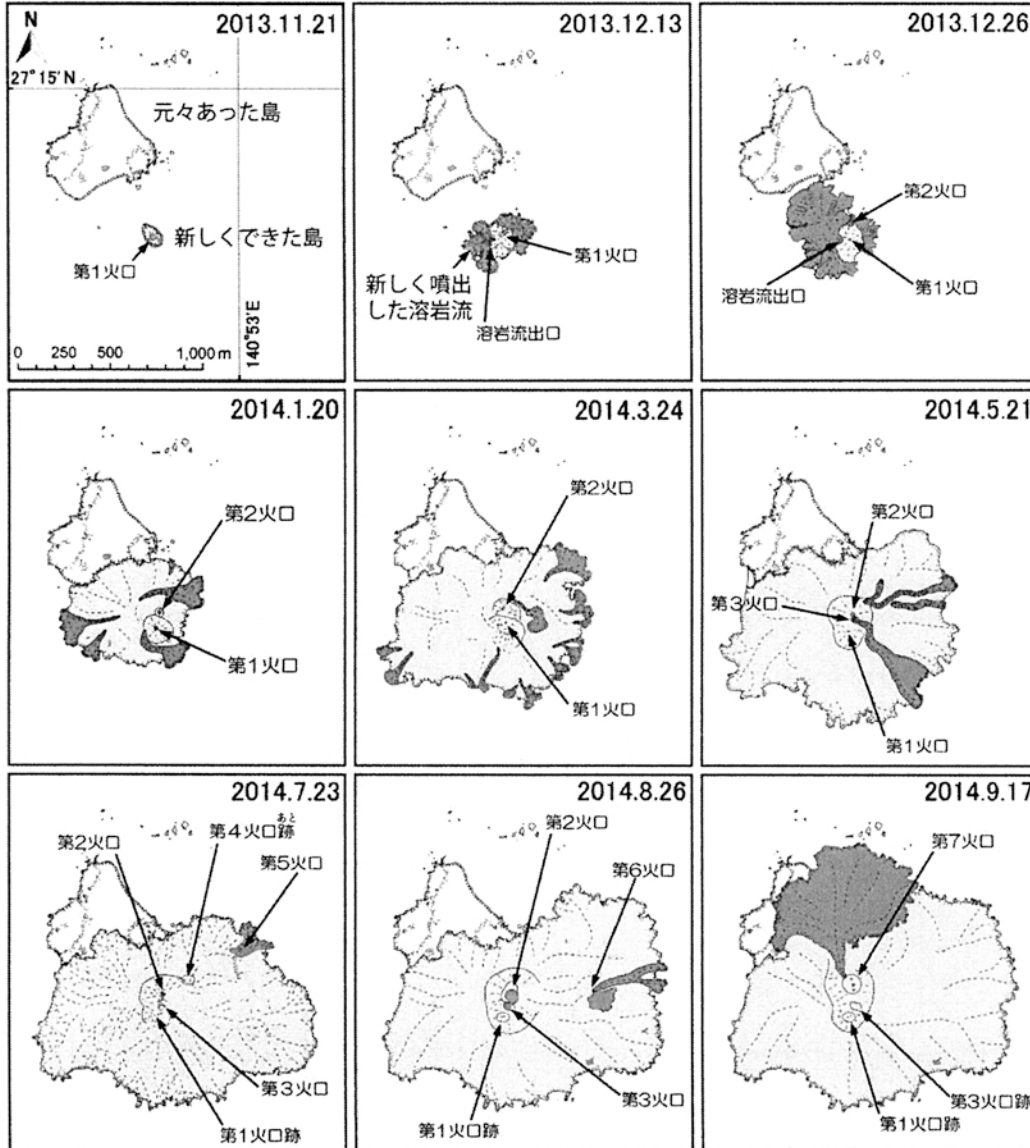 2013.11.21
N
27°15'N
元々あった島
新しくできた島
第1火口
0 250 500 1,000m
140°53'E
2013.12.13
第1火口
新しく噴出
した溶岩流
溶岩流出口
2013.12.26
第2火口
溶岩流出口
第1火口
2014.1.20
第2火口
第1火口
2014.3.24
第2火口
第1火口
2014.5.21
第2火口
第3火口
第1火口
2014.7.23
あと
第4火口跡
第2火口
第5火口
第3火口
第1火口跡
2014.8.26
第2火口
第6火口
第3火口
第1火口跡
2014.9.17
第7火口
第3火口跡
第1火口跡